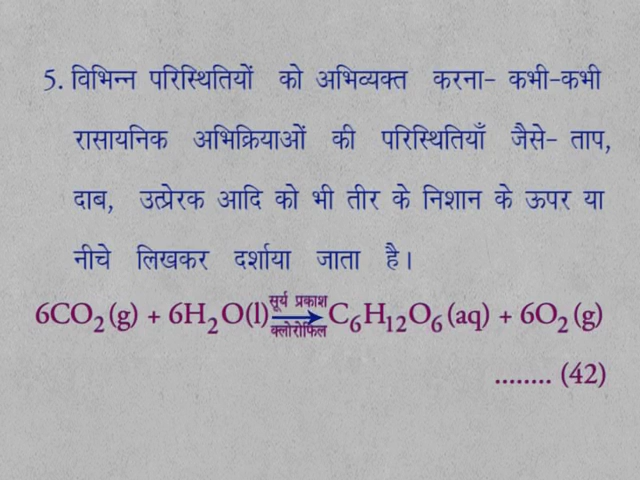 5. विभिन्न परिस्थितियों को अभिव्यक्त करना- कभी-कभी
रासायनिक अभिक्रियाओं की परिस्थितियाँ जैसे- ताप,
दाब, उत्प्रेरक आदि को भी तीर के निशान के ऊपर या
नीचे लिखकर दर्शाया जाता है।
सूर्य प्रकाश
6CO₂(g) + 6H₂O(l) → C₆H₁₂O₆(aq) + 6O₂(g)
क्लोरोफिल
........ (42)